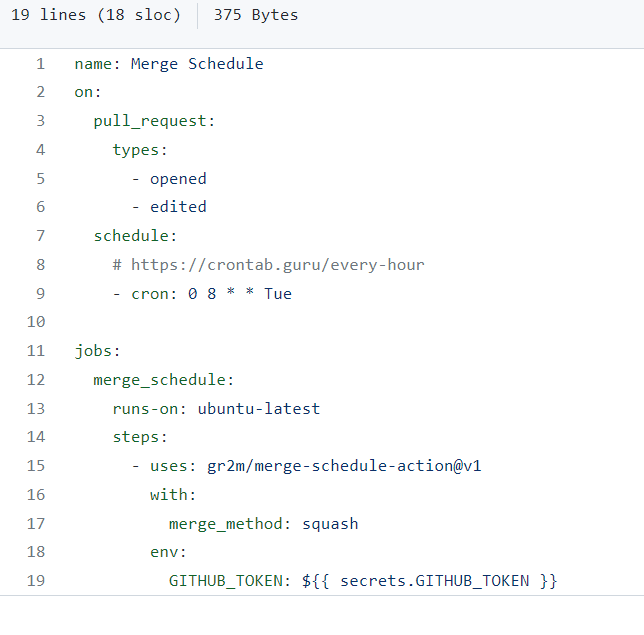 19 lines (18 sloc) 375 Bytes
1 name: Merge Schedule
2 on:
3   pull_request:
4     types:
5       - opened
6       - edited
7   schedule:
8     # https://crontab.guru/every-hour
9     - cron: 0 8 * * Tue
10
11 jobs:
12   merge_schedule:
13     runs-on: ubuntu-latest
14     steps:
15       - uses: gr2m/merge-schedule-action@v1
16         with:
17           merge_method: squash
18         env:
19           GITHUB_TOKEN: ${{ secrets.GITHUB_TOKEN }}